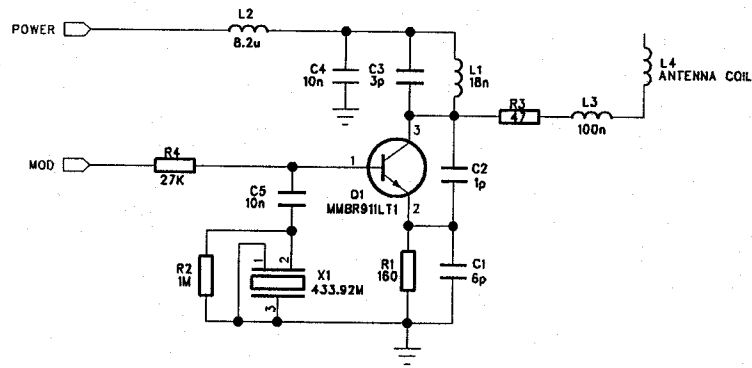 L2
POWER
8.2u
C4
10n
C3
3p
L1
18n
L4
ANTENNA COIL
R3
47
L3
100n
3
R4
MOD
27K
1
C5
10n
Q1
MMBR911LT1
C2
1p
2
R2
1M
1
2
X1
433.92M
3
R1
160
C1
6p